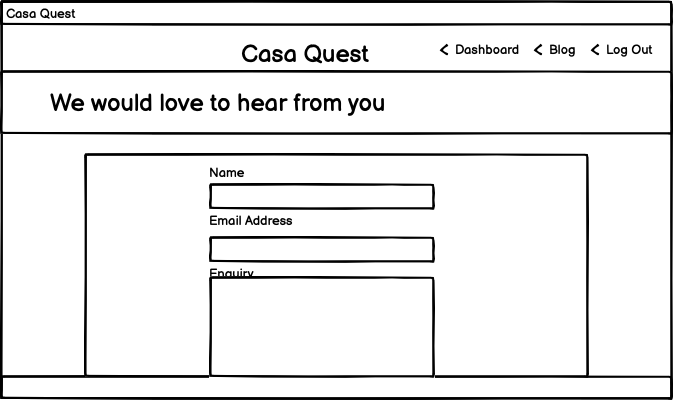 Casa Quest
Casa Quest
Dashboard Blog Log Out
We would love to hear from you
Name
Email Address
Enquiry